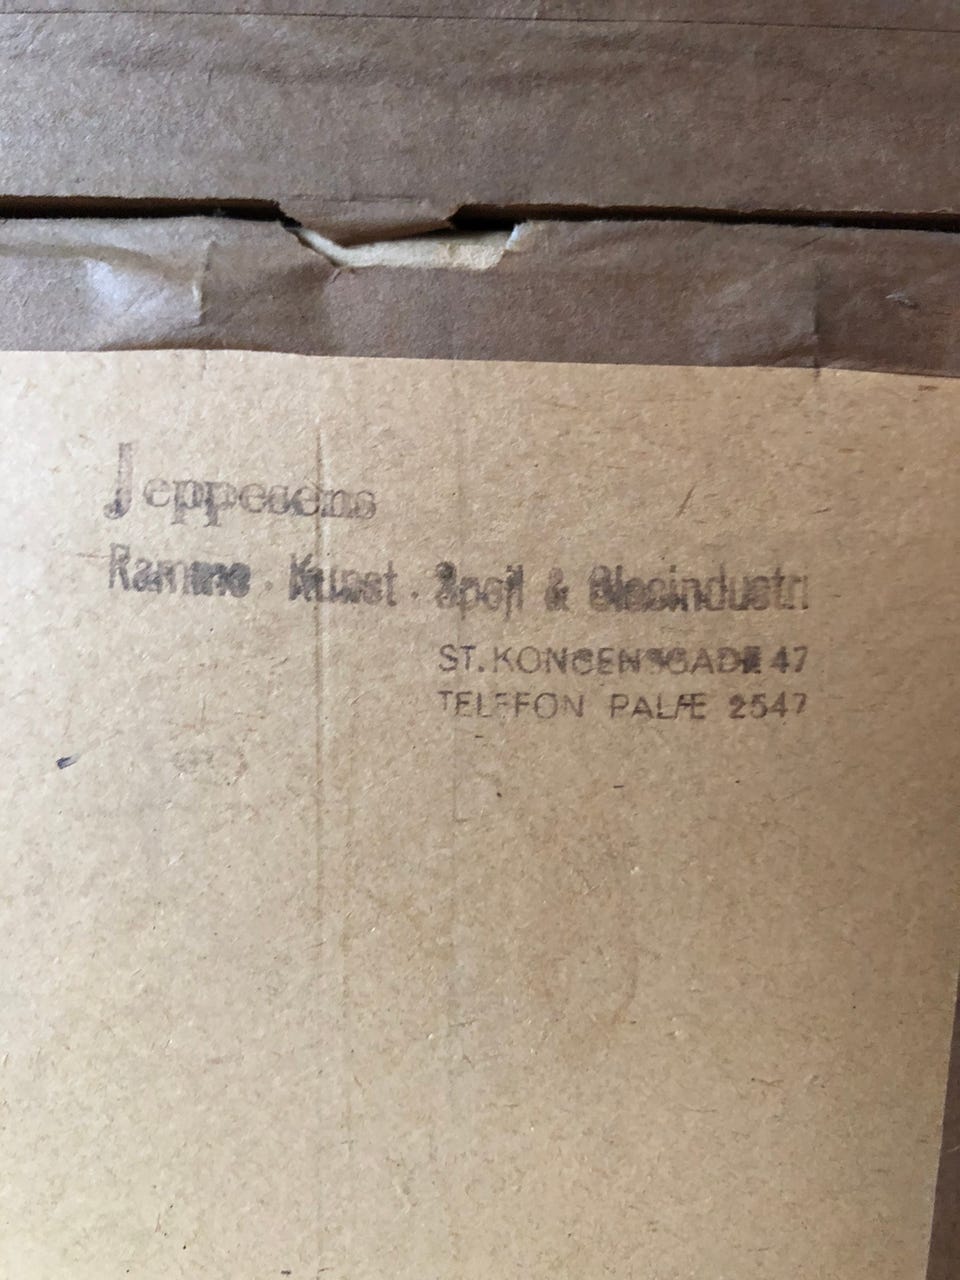 Jeppesens
Ramme · Kunst · Spejl & Glasindustri
ST. KONGENSGADE 47
TELEFON PALÆ 2547